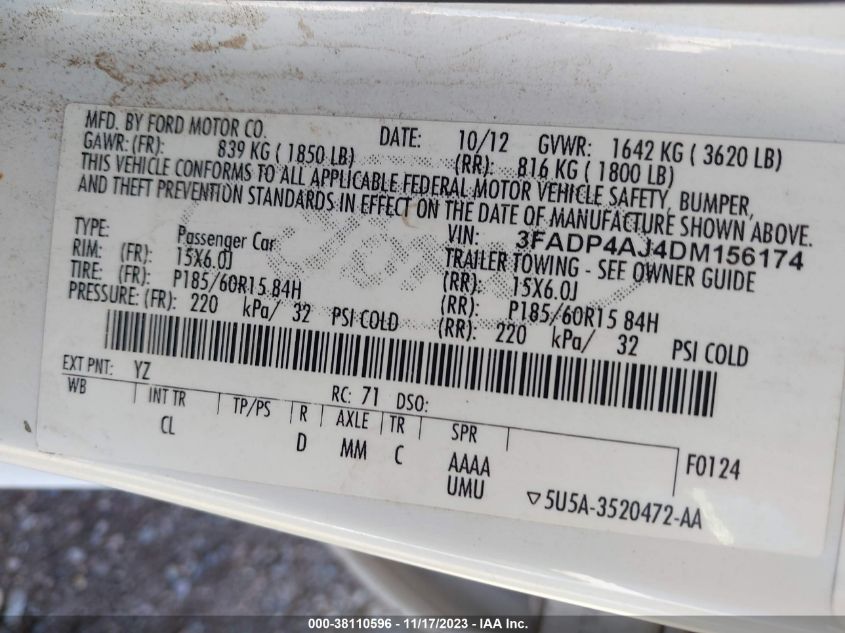 MFD. BY FORD MOTOR CO. DATE: 10/12 GVWR: 1642 KG ( 3620 LB)
GAWR: (FR): 839 KG ( 1850 LB) (RR): 816 KG ( 1800 LB)
THIS VEHICLE CONFORMS TO ALL APPLICABLE FEDERAL MOTOR VEHICLE SAFETY, BUMPER,
AND THEFT PREVENTION STANDARDS IN EFFECT ON THE DATE OF MANUFACTURE SHOWN ABOVE.
VIN: 3FADP4AJ4DM156174
TYPE: Passenger Car TRAILER TOWING - SEE OWNER GUIDE
RIM: (FR): 15X6.0J (RR): 15X6.0J
TIRE: (FR): P185/60R15 84H (RR): P185/60R15 84H
PRESSURE: (FR): 220 kPa/ 32 PSI COLD (RR): 220 kPa/ 32 PSI COLD
EXT PNT: YZ RC: 71 DSO:
WB INT TR TP/PS R AXLE TR SPR
CL D MM C AAAA F0124
UMU ▽5U5A-3520472-AA
000-38110596 - 11/17/2023 - IAA Inc.